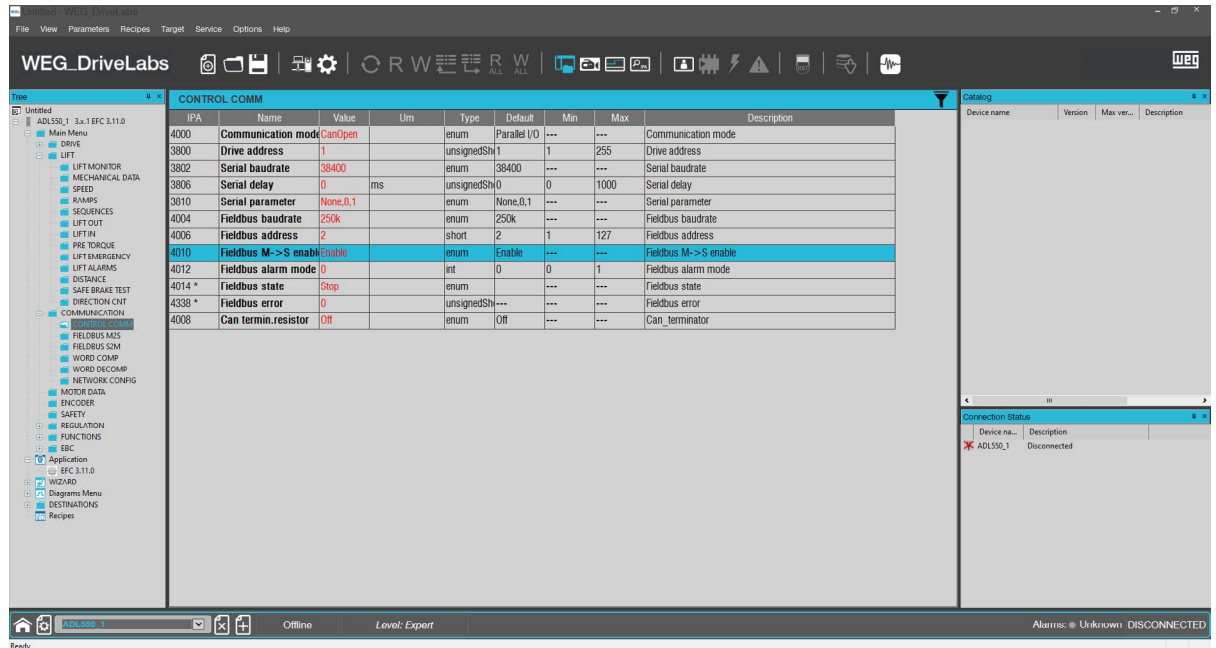 Untitled - WEG_DriveLabs
File View Parameters Recipes Target Service Options Help
WEG_DriveLabs R W R ALL W ALL weg
Tree
Untitled
ADL550_1 3.x.1 EFC 3.11.0
Main Menu
DRIVE
LIFT
LIFT MONITOR
MECHANICAL DATA
SPEED
RAMPS
SEQUENCES
LIFT OUT
LIFT IN
PRE TORQUE
LIFT EMERGENCY
LIFT ALARMS
DISTANCE
SAFE BRAKE TEST
DIRECTION CNT
COMMUNICATION
CONTROL COMM
FIELDBUS M2S
FIELDBUS S2M
WORD COMP
WORD DECOMP
NETWORK CONFIG
MOTOR DATA
ENCODER
SAFETY
REGULATION
FUNCTIONS
EBC
Application
EFC 3.11.0
WIZARD
Diagrams Menu
DESTINATIONS
Recipes
CONTROL COMM
IPA Name Value Um Type Default Min Max Description
4000 Communication mode CanOpen enum Parallel I/O --- --- Communication mode
3800 Drive address 1 unsignedSh 1 1 255 Drive address
3802 Serial baudrate 38400 enum 38400 --- --- Serial baudrate
3806 Serial delay 0 ms unsignedSh 0 0 1000 Serial delay
3810 Serial parameter None,8,1 enum None,8,1 --- --- Serial parameter
4004 Fieldbus baudrate 250k enum 250k --- --- Fieldbus baudrate
4006 Fieldbus address 2 short 2 1 127 Fieldbus address
4010 Fieldbus M->S enabl Enable enum Enable --- --- Fieldbus M->S enable
4012 Fieldbus alarm mode 0 int 0 0 1 Fieldbus alarm mode
4014 * Fieldbus state Stop enum --- --- Fieldbus state
4338 * Fieldbus error 0 unsignedSh --- --- --- Fieldbus error
4008 Can termin.resistor Off enum Off --- --- Can_terminator
Catalog
Device name Version Max ver... Description
Connection Status
Device na... Description
ADL550_1 Disconnected
ADL550_1 Offline Level: Expert Alarms: Unknown DISCONNECTED
Ready